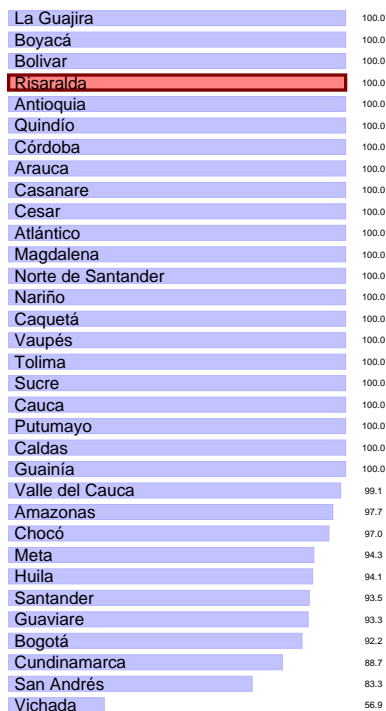 La Guajira 100.0
Boyacá 100.0
Bolivar 100.0
Risaralda 100.0
Antioquia 100.0
Quindío 100.0
Córdoba 100.0
Arauca 100.0
Casanare 100.0
Cesar 100.0
Atlántico 100.0
Magdalena 100.0
Norte de Santander 100.0
Nariño 100.0
Caquetá 100.0
Vaupés 100.0
Tolima 100.0
Sucre 100.0
Cauca 100.0
Putumayo 100.0
Caldas 100.0
Guainía 100.0
Valle del Cauca 99.1
Amazonas 97.7
Chocó 97.0
Meta 94.3
Huila 94.1
Santander 93.5
Guaviare 93.3
Bogotá 92.2
Cundinamarca 88.7
San Andrés 83.3
Vichada 56.9